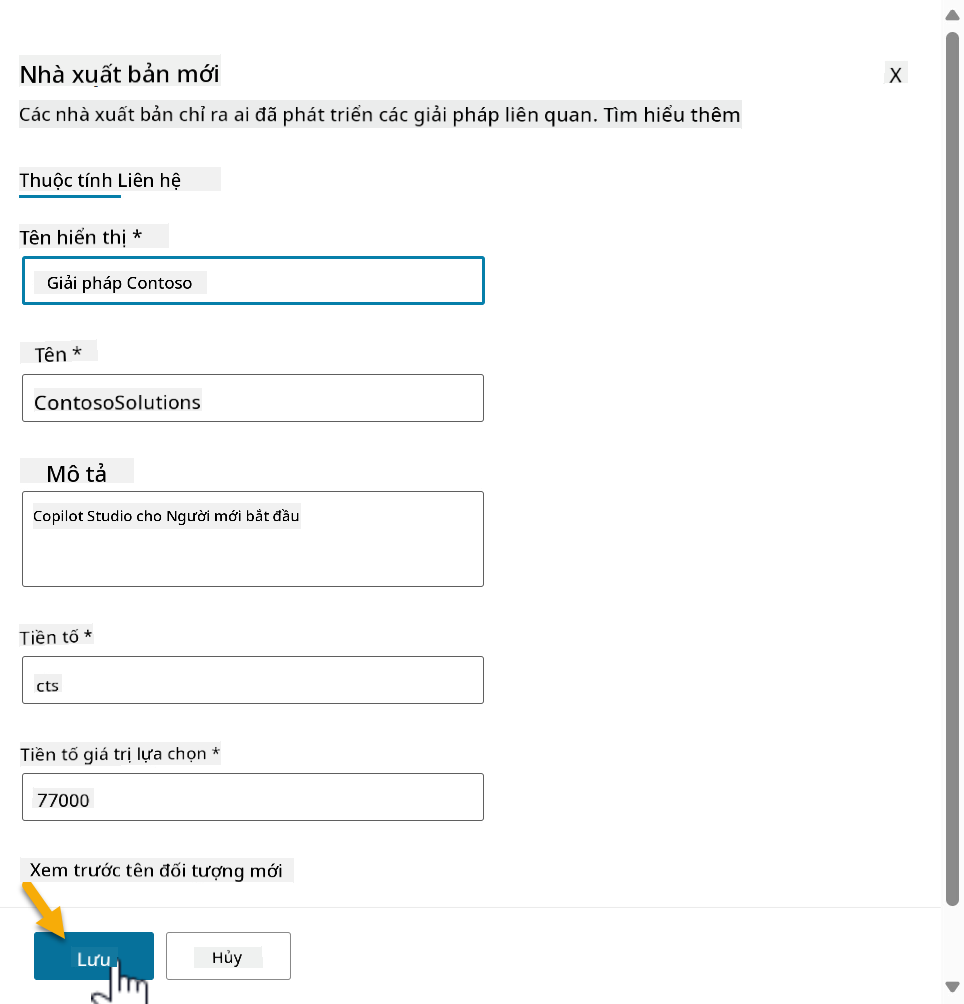 Nhà xuất bản mới
X
Các nhà xuất bản chỉ ra ai đã phát triển các giải pháp liên quan. Tìm hiểu thêm
Thuộc tính Liên hệ
Tên hiển thị *
Giải pháp Contoso
Tên *
ContosoSolutions
Mô tả
Copilot Studio cho Người mới bắt đầu
Tiền tố *
cts
Tiền tố giá trị lựa chọn *
77000
Xem trước tên đối tượng mới
Lưu
Hủy